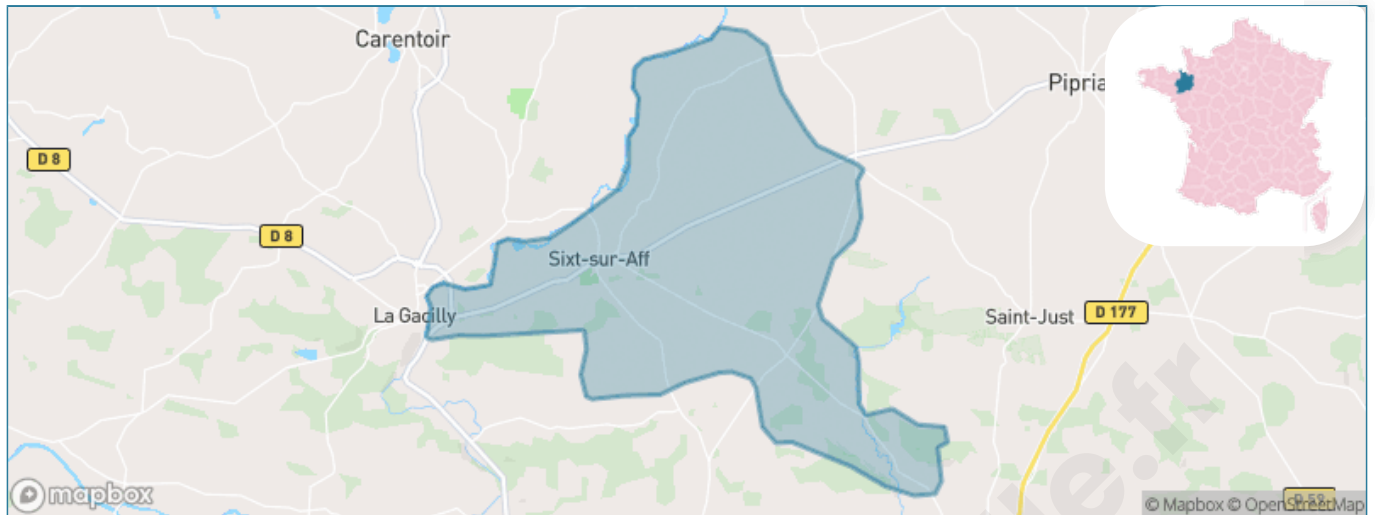 Carentoir
Pipria
D 8
D 8
Sixt-sur-Aff
La Gacilly
Saint-Just
D 177
mapbox
© Mapbox © OpenStreetMap